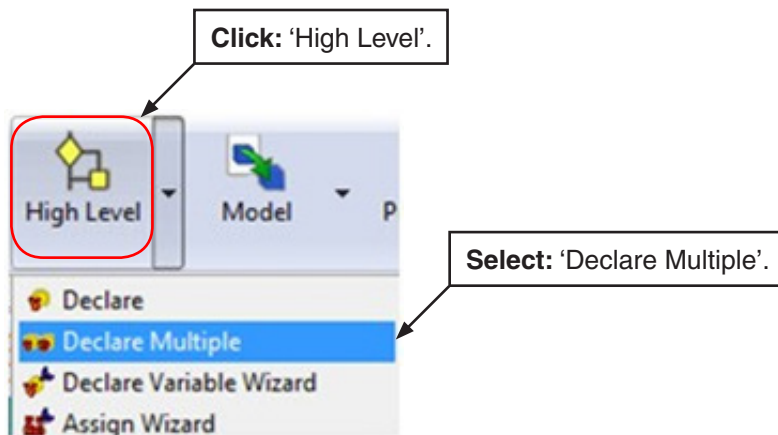 Click: ‘High Level’.
High Level
Model
P
Select: ‘Declare Multiple’.
Declare
Declare Multiple
Declare Variable Wizard
Assign Wizard